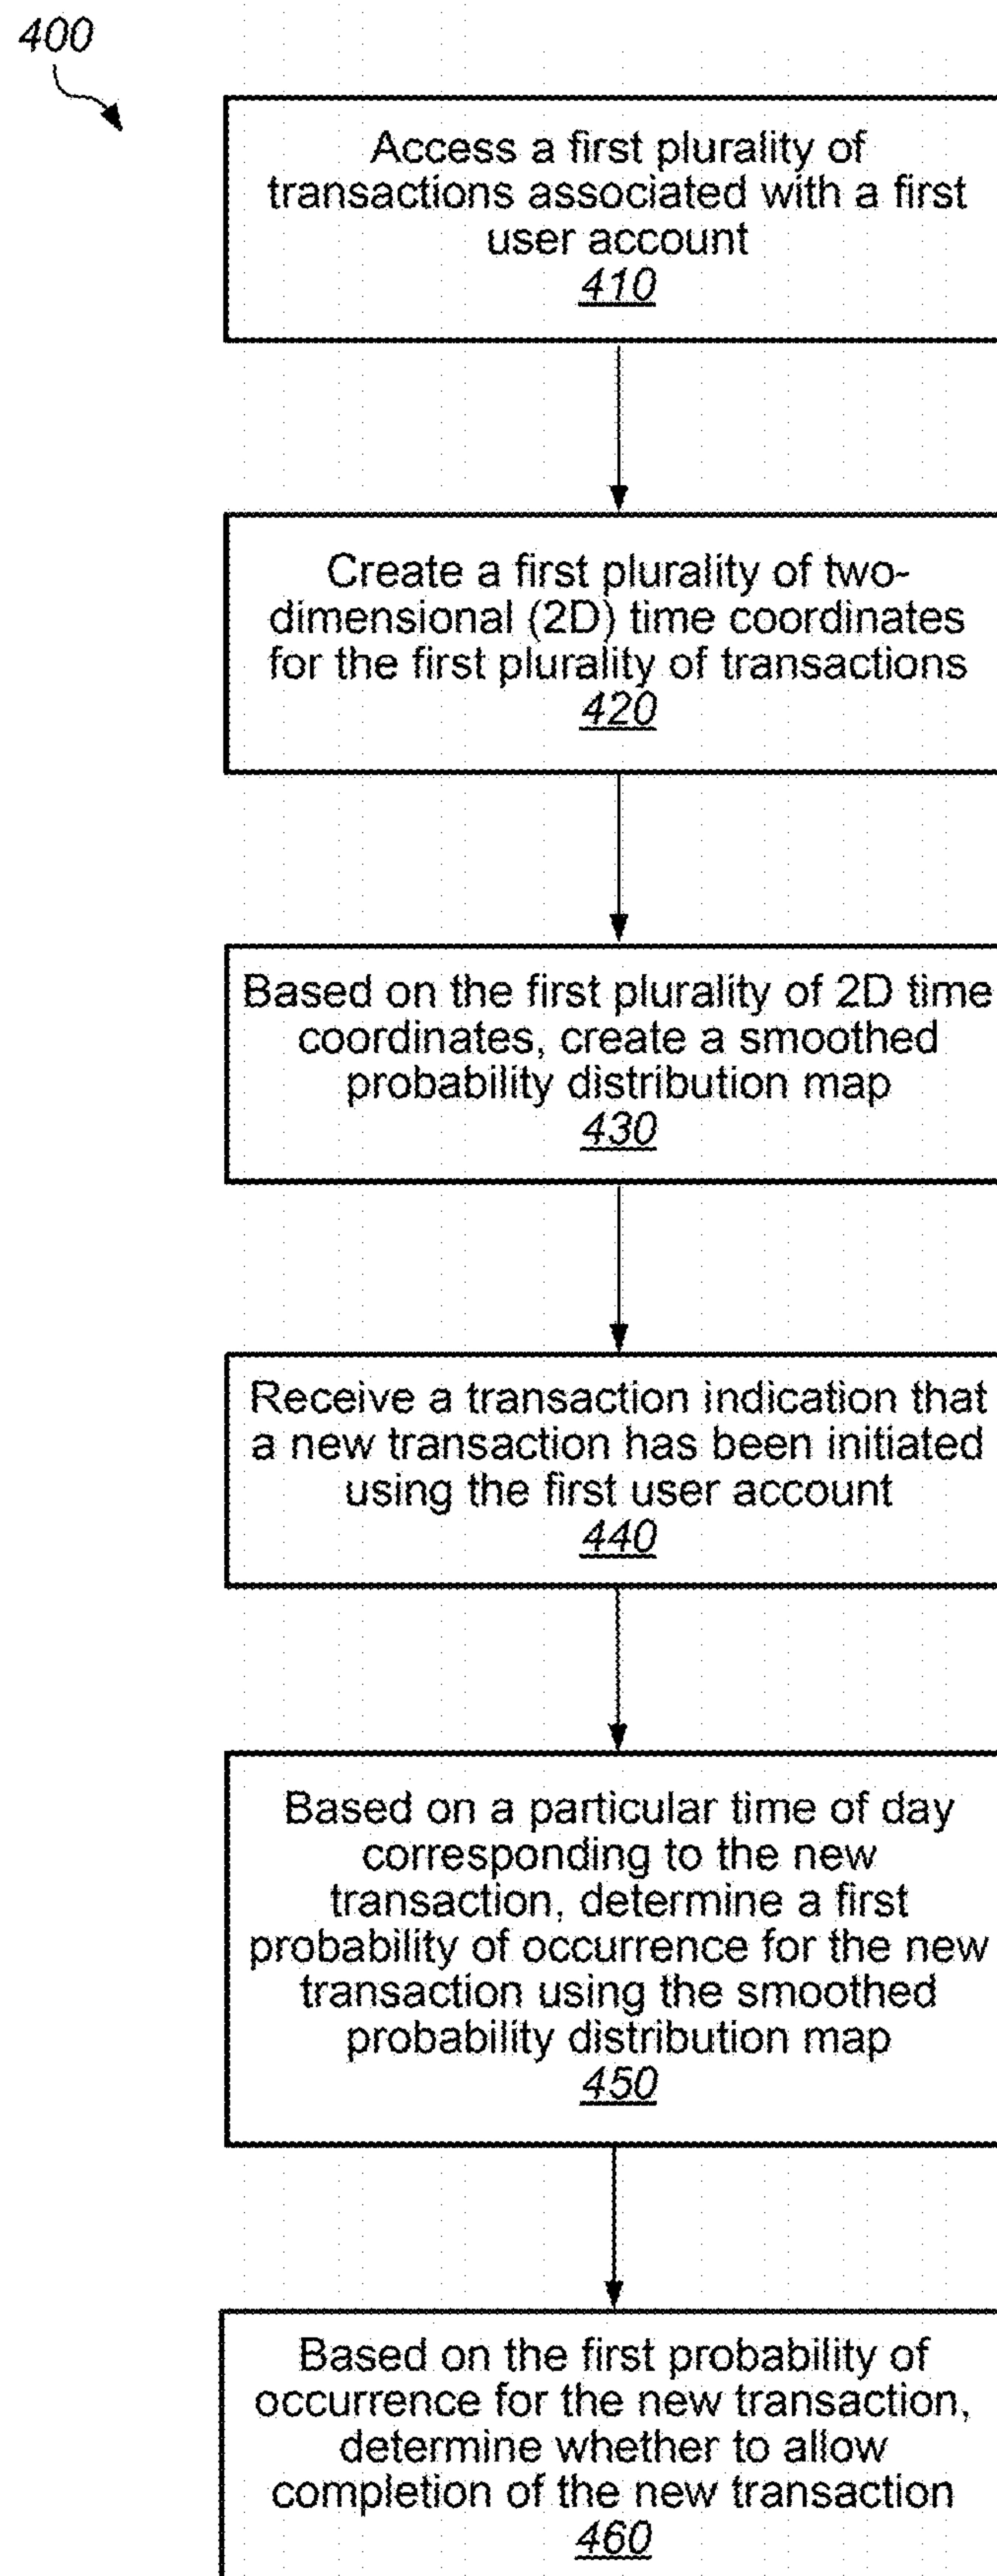 400
Access a first plurality of
transactions associated with a first
user account
410
Create a first plurality of two-
dimensional (2D) time coordinates
for the first plurality of transactions
420
Based on the first plurality of 2D time
coordinates, create a smoothed
probability distribution map
430
Receive a transaction indication that
a new transaction has been initiated
using the first user account
440
Based on a particular time of day
corresponding to the new
transaction, determine a first
probability of occurrence for the new
transaction using the smoothed
probability distribution map
450
Based on the first probability of
occurrence for the new transaction,
determine whether to allow
completion of the new transaction
460